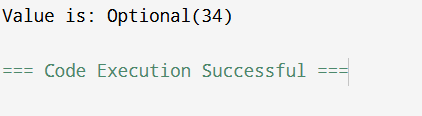 Value is: Optional(34)
=== Code Execution Successful ===